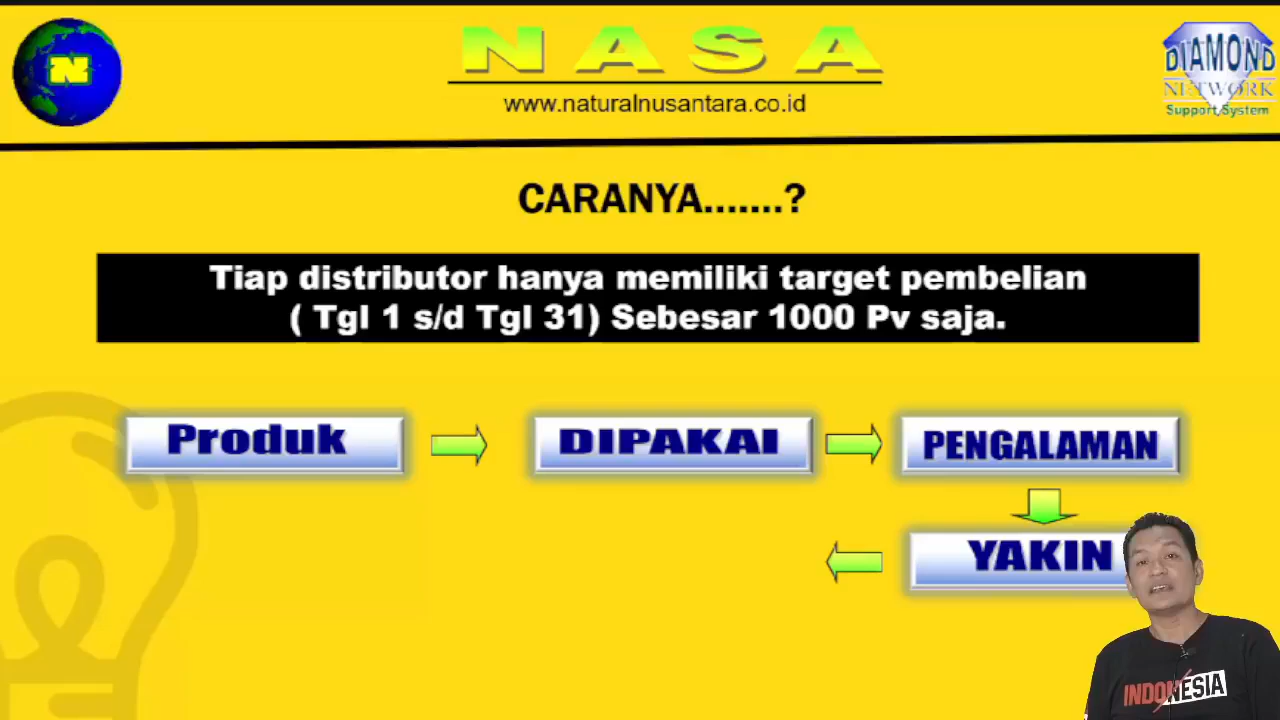 N
N A S A
www.naturalnusantara.co.id
DIAMOND
NETWORK
Support System
CARANYA.......?
Tiap distributor hanya memiliki target pembelian
( Tgl 1 s/d Tgl 31) Sebesar 1000 Pv saja.
Produk
DIPAKAI
PENGALAMAN
YAKIN
INDONESIA